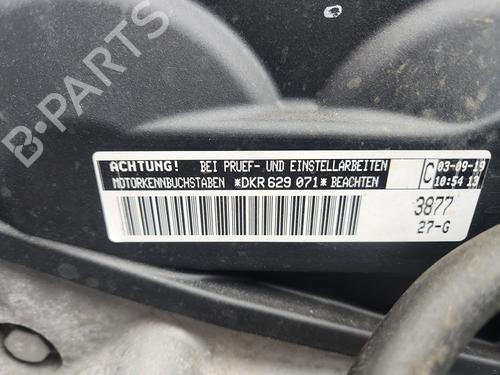 B-PARTS
ACHTUNG! BEI PRUEF- UND EINSTELLARBEITEN
MOTORKENNBUCHSTABEN *DKR 629 071* BEACHTEN
C
03-09-19
10:54 13
3877
27-G